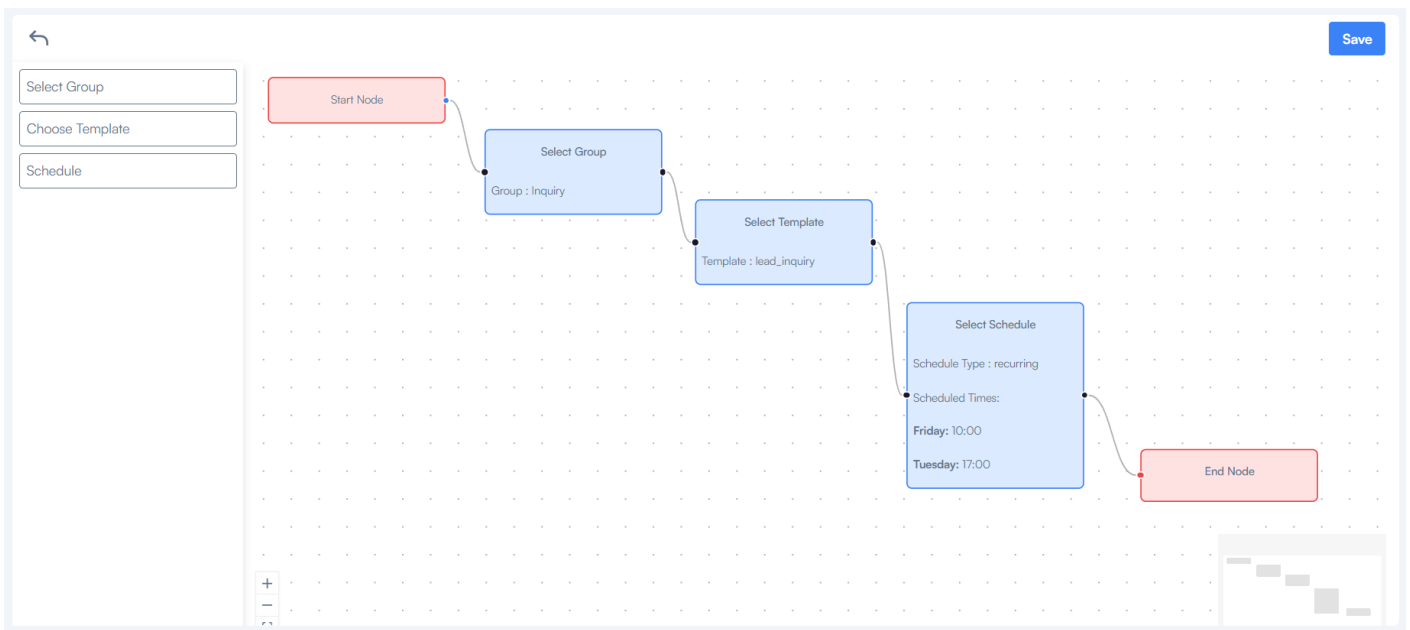 Save
Select Group
Choose Template
Schedule
Start Node
Select Group
Group : Inquiry
Select Template
Template : lead_inquiry
Select Schedule
Schedule Type : recurring
Scheduled Times:
Friday: 10:00
Tuesday: 17:00
End Node